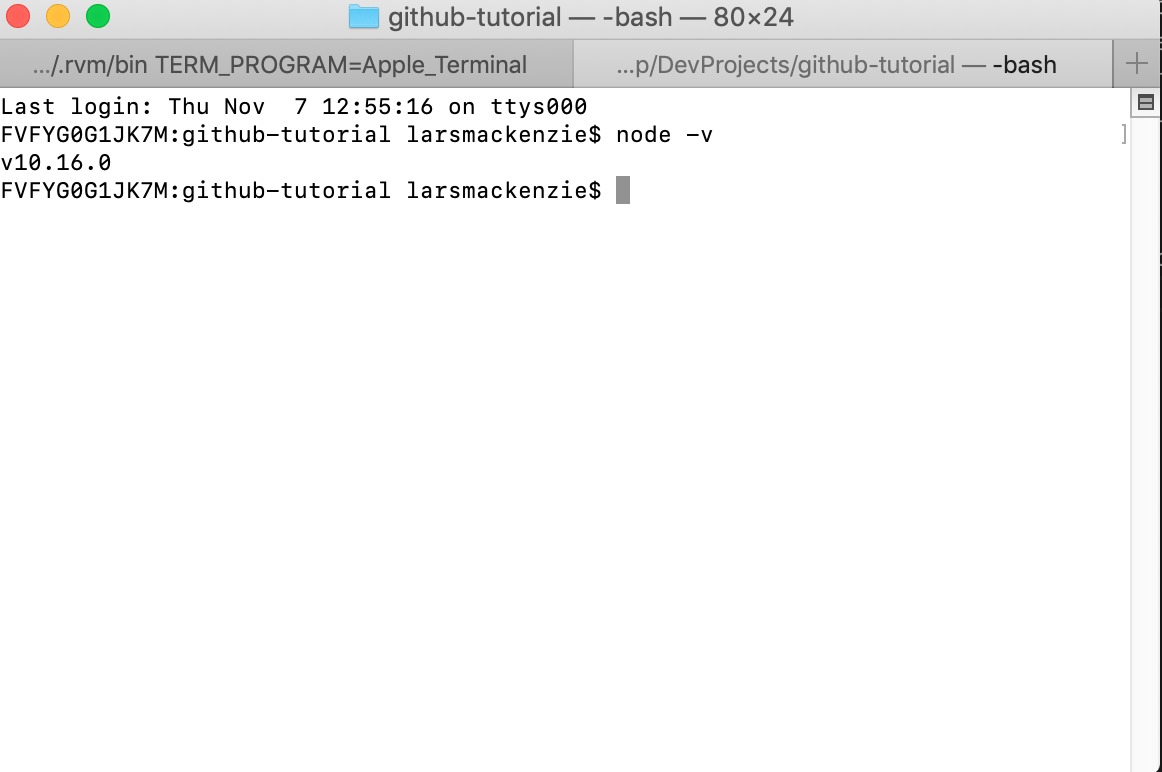 github-tutorial — -bash — 80×24
.../.rvm/bin TERM_PROGRAM=Apple_Terminal
...p/DevProjects/github-tutorial — -bash
+
Last login: Thu Nov  7 12:55:16 on ttys000
FVFYG0G1JK7M:github-tutorial larsmackenzie$ node -v
]
v10.16.0
FVFYG0G1JK7M:github-tutorial larsmackenzie$